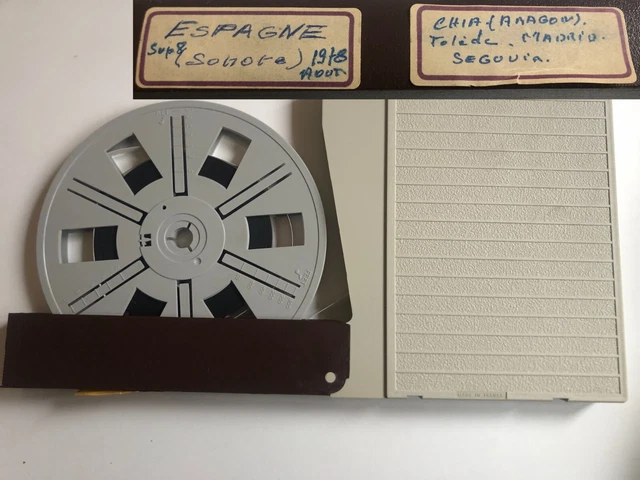 ESPAGNE
Sup8 (Sonore) 1978
AOUT.
CHIA (ARAGON).
Tolède. MADRID.
SEGOVIA.